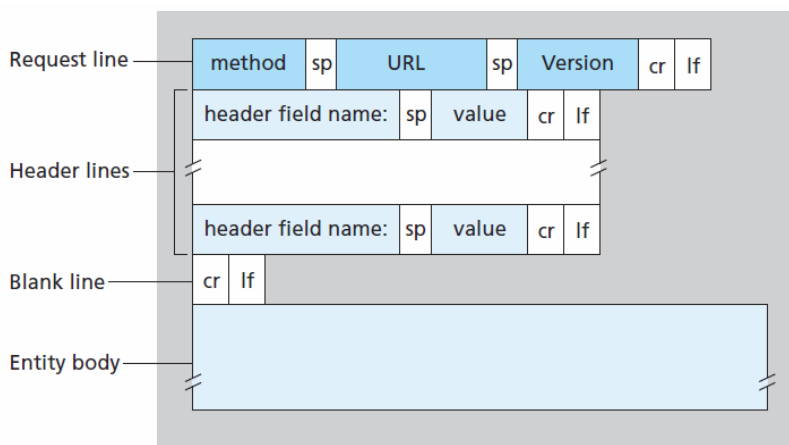 Request line method sp URL sp Version cr lf
header field name: sp value cr lf
Header lines
header field name: sp value cr lf
Blank line cr lf
Entity body